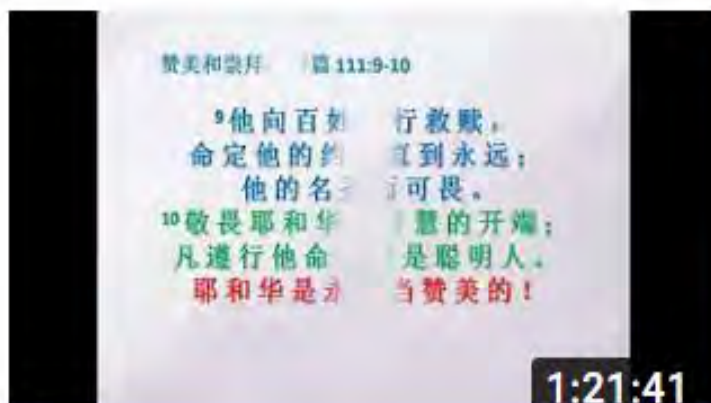 赞美和崇拜 篇 111:9-10
9他向百姓 行救赎，
命定他的约 直到永远；
他的名 可畏。
10敬畏耶和华 慧的开端；
凡遵行他命 是聪明人。
耶和华是 当赞美的！
1:21:41